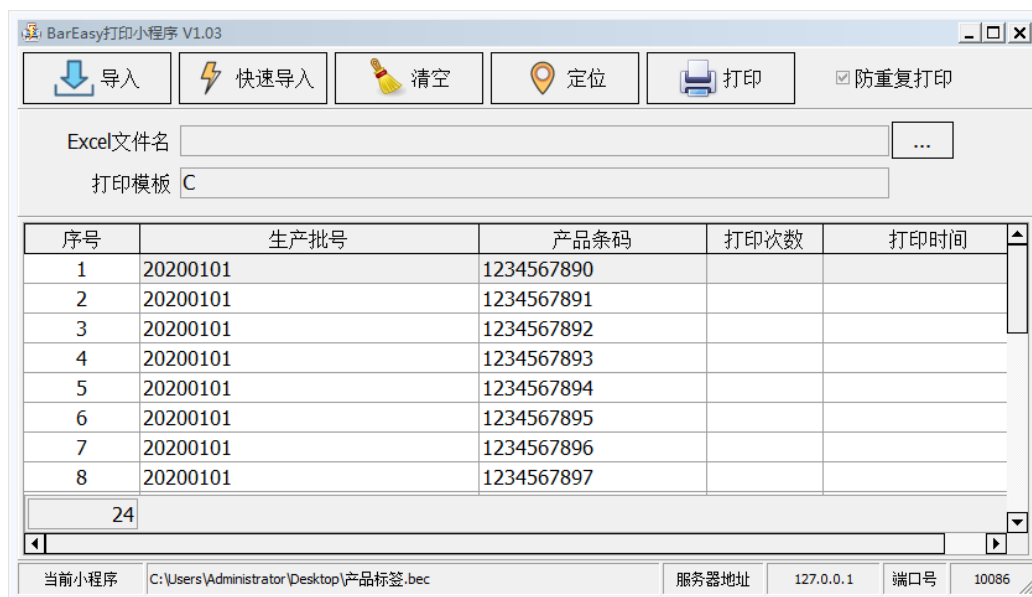 BarEasy打印小程序 V1.03
导入 快速导入 清空 定位 打印 防重复打印
Excel文件名 ...
打印模板 C
序号 生产批号 产品条码 打印次数 打印时间
1 20200101 1234567890
2 20200101 1234567891
3 20200101 1234567892
4 20200101 1234567893
5 20200101 1234567894
6 20200101 1234567895
7 20200101 1234567896
8 20200101 1234567897
24
当前小程序 C:\Users\Administrator\Desktop\产品标签.bec 服务器地址 127.0.0.1 端口号 10086